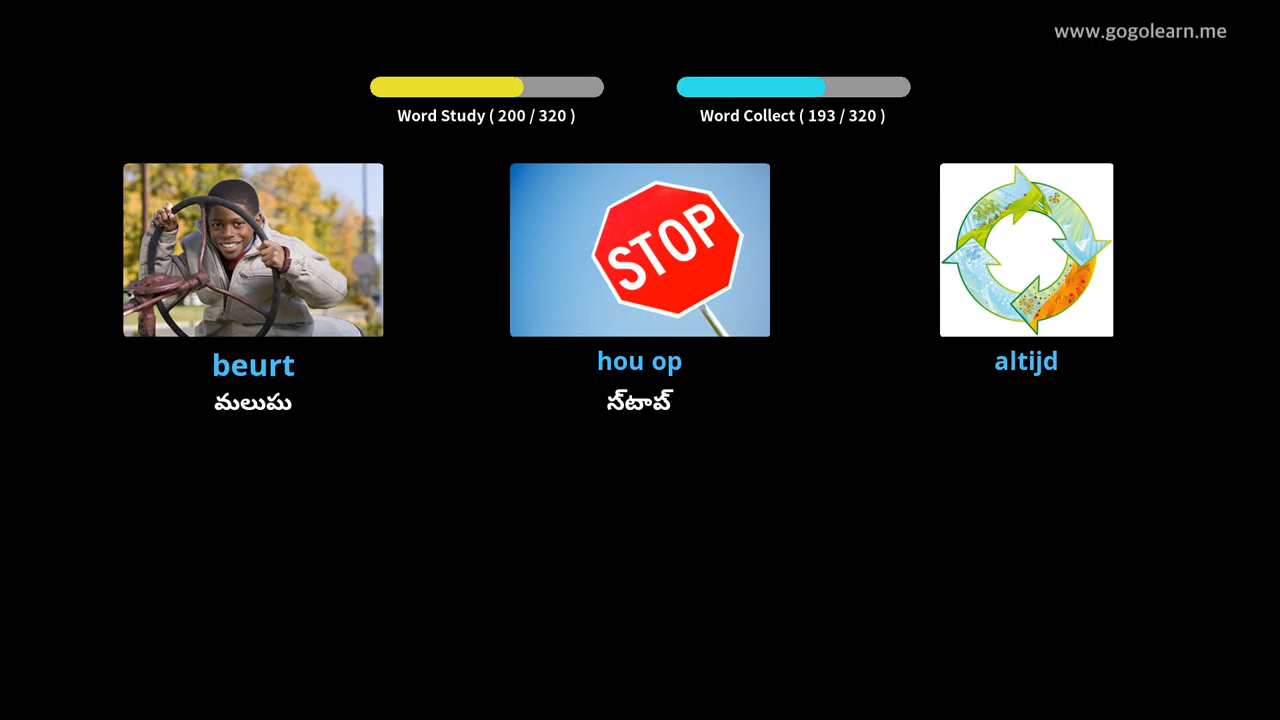 www.gogolearn.me
Word Study ( 200 / 320 )
Word Collect ( 193 / 320 )
STOP
beurt
hou op
altijd
మలుపు
స్‌టాప్